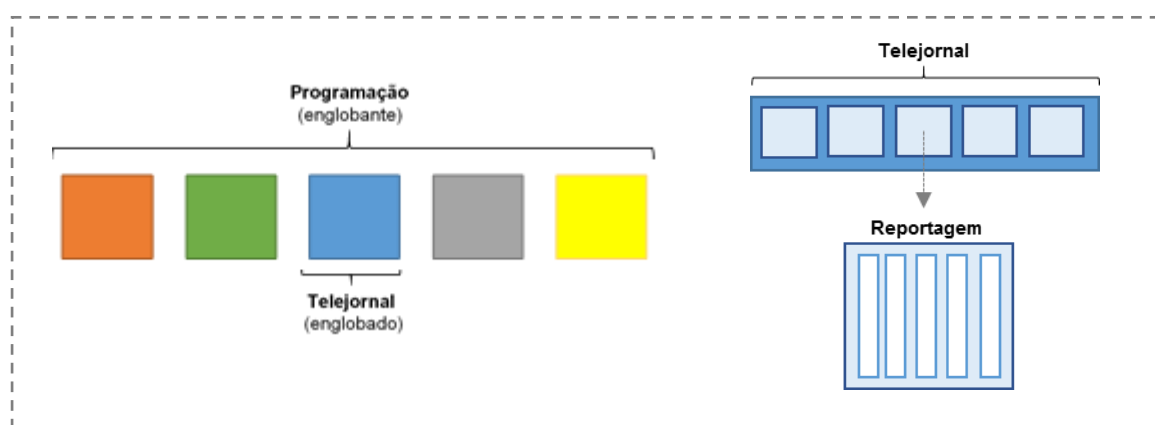 Programação
(englobante)
Telejornal
(englobado)
Telejornal
Reportagem